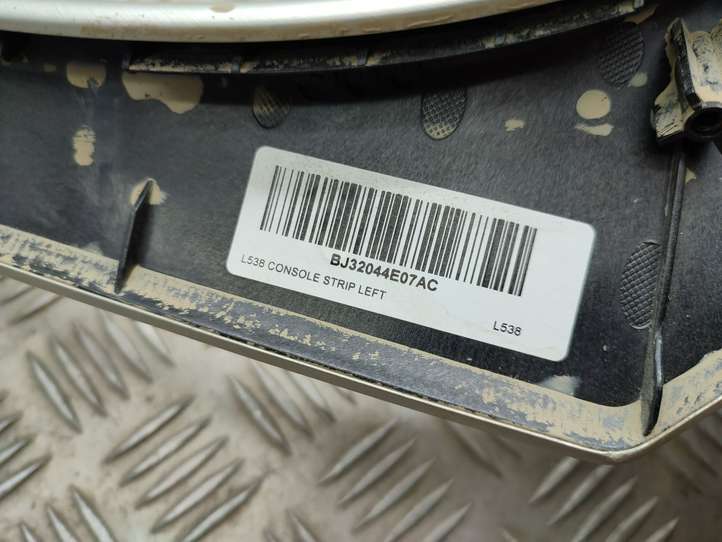 BJ32044E07AC
L538 CONSOLE STRIP LEFT
L538